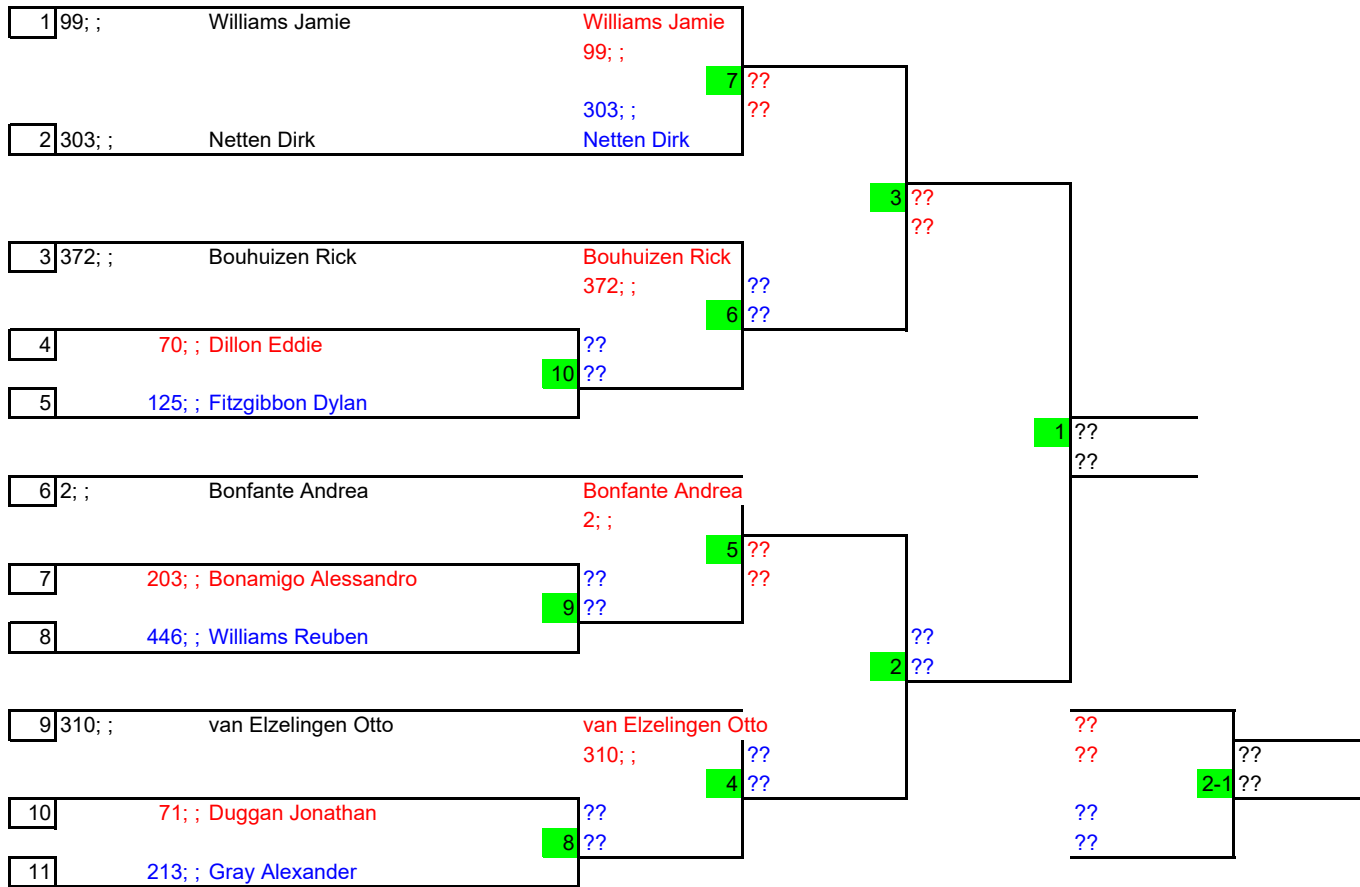 1 99; ; Williams Jamie Williams Jamie
99; ;
7 ??
303; ; ??
2 303; ; Netten Dirk Netten Dirk
3 ??
??
3 372; ; Bouhuizen Rick Bouhuizen Rick
372; ; ??
6 ??
4 70; ; Dillon Eddie ??
10 ??
5 125; ; Fitzgibbon Dylan
1 ??
??
6 2; ; Bonfante Andrea Bonfante Andrea
2; ;
5 ??
7 203; ; Bonamigo Alessandro ?? ??
9 ??
8 446; ; Williams Reuben ??
2 ??
9 310; ; van Elzelingen Otto van Elzelingen Otto ??
310; ; ?? ?? ??
4 ?? 2-1 ??
10 71; ; Duggan Jonathan ?? ??
8 ?? ??
11 213; ; Gray Alexander